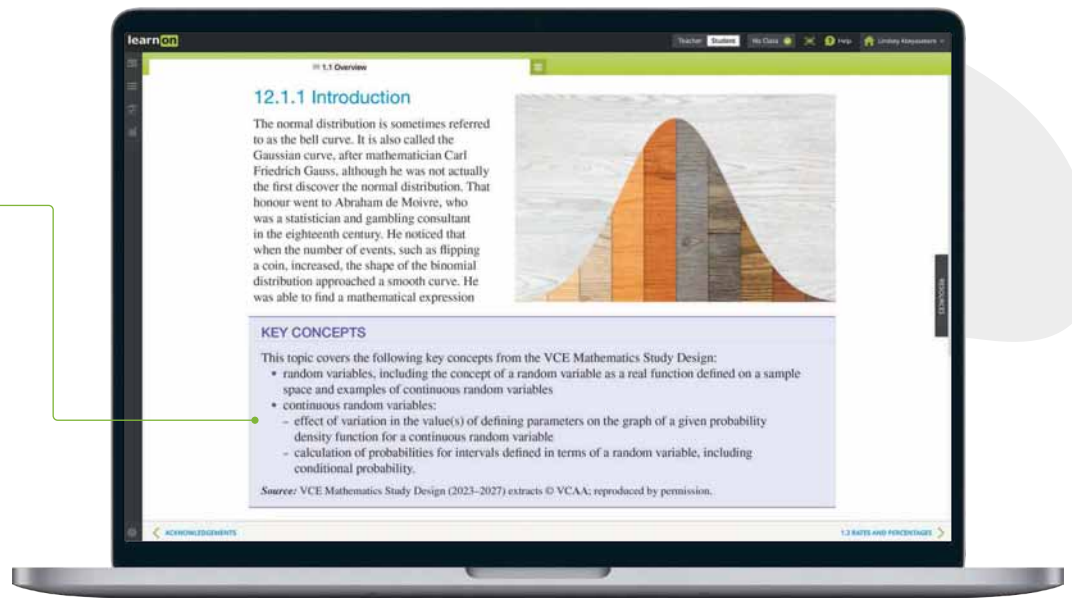 learnon
Teacher Student My Class Help
1.1 Overview
12.1.1 Introduction
The normal distribution is sometimes referred
to as the bell curve. It is also called the
Gaussian curve, after mathematician Carl
Friedrich Gauss, although he was not actually
the first discover the normal distribution. That
honour went to Abraham de Moivre, who
was a statistician and gambling consultant
in the eighteenth century. He noticed that
when the number of events, such as flipping
a coin, increased, the shape of the binomial
distribution approached a smooth curve. He
was able to find a mathematical expression
RESOURCES
KEY CONCEPTS
This topic covers the following key concepts from the VCE Mathematics Study Design:
• random variables, including the concept of a random variable as a real function defined on a sample
space and examples of continuous random variables
• continuous random variables:
– effect of variation in the value(s) of defining parameters on the graph of a given probability
density function for a continuous random variable
– calculation of probabilities for intervals defined in terms of a random variable, including
conditional probability.
Source: VCE Mathematics Study Design (2023–2027) extracts © VCAA; reproduced by permission.
ACKNOWLEDGEMENTS
1.2 RATES AND PERCENTAGES